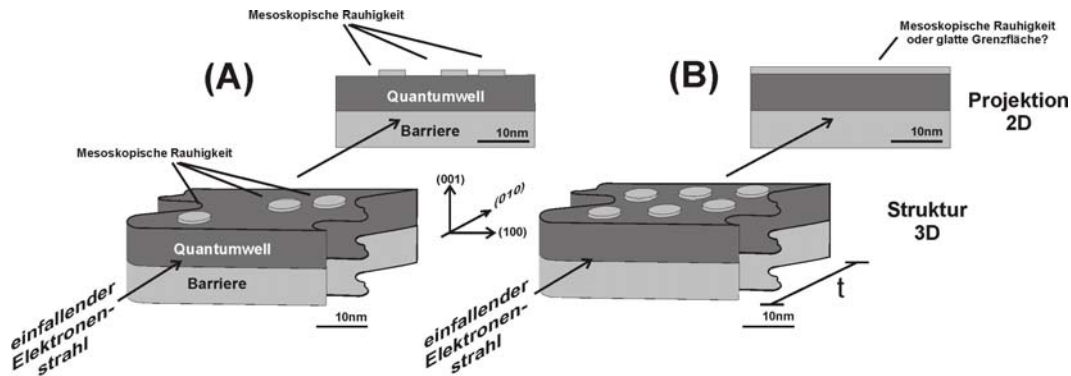 Mesoskopische Rauhigkeit
(A)
Quantumwell
Barriere
10nm
Mesoskopische Rauhigkeit
Quantumwell
Barriere
einfallender
Elektronen-
strahl
10nm
(001)
(010)
(100)
Mesoskopische Rauhigkeit
oder glatte Grenzfläche?
(B)
10nm
Projektion
2D
Struktur
3D
einfallender
Elektronen-
strahl
10nm
t